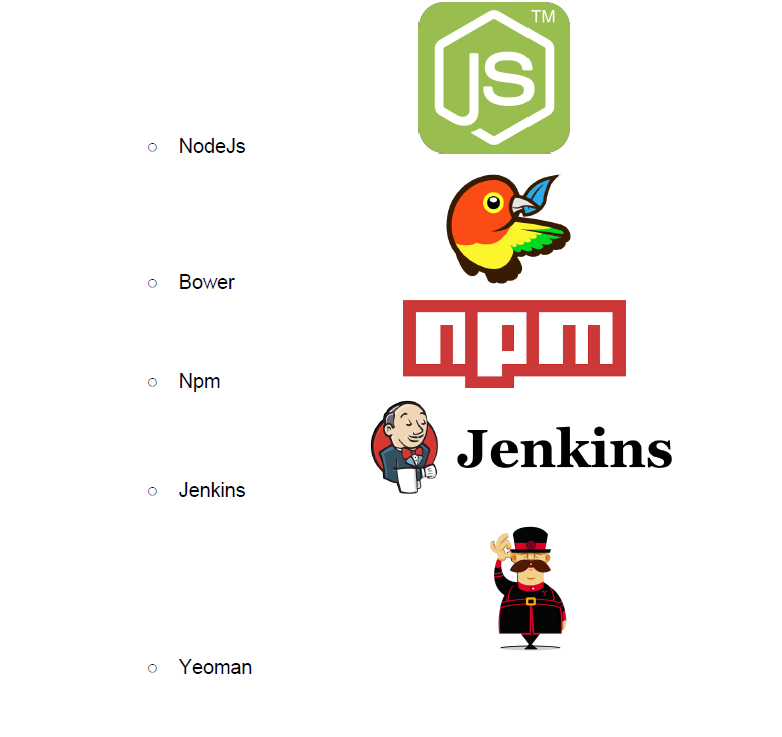 TM
JS
○ NodeJs
○ Bower
npm
○ Npm
Jenkins
○ Jenkins
○ Yeoman